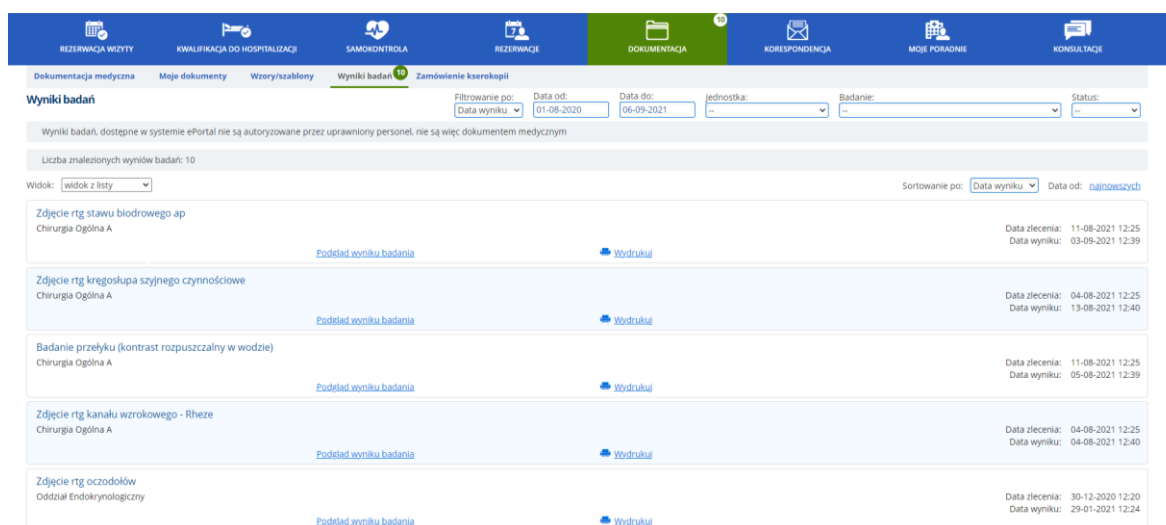 10
REZERWACJA WIZYTY KWALIFIKACJA DO HOSPITALIZACJI SAMOKONTROLA REZERWACJE DOKUMENTACJA KORESPONDENCJA MOJE PORADNIE KONSULTACJE
Dokumentacja medyczna Moje dokumenty Wzory/szablony Wyniki badań 10 Zamówienie kserokopii
Wyniki badań
Filtrowanie po: Data od: Data do: Jednostka: Badanie: Status:
Data wyniku 01-08-2020 06-09-2021 -- -- --
Wyniki badań, dostępne w systemie ePortal nie są autoryzowane przez uprawniony personel, nie są więc dokumentem medycznym
Liczba znalezionych wyniów badań: 10
Widok: widok z listy Sortowanie po: Data wyniku Data od: najnowszych
Zdjęcie rtg stawu biodrowego ap
Chirurgia Ogólna A Data zlecenia: 11-08-2021 12:25
Data wyniku: 03-09-2021 12:39
Podgląd wyniku badania Wydrukuj
Zdjęcie rtg kręgosłupa szyjnego czynnościowe
Chirurgia Ogólna A Data zlecenia: 04-08-2021 12:25
Data wyniku: 13-08-2021 12:40
Podgląd wyniku badania Wydrukuj
Badanie przełyku (kontrast rozpuszczalny w wodzie)
Chirurgia Ogólna A Data zlecenia: 11-08-2021 12:25
Data wyniku: 05-08-2021 12:39
Podgląd wyniku badania Wydrukuj
Zdjęcie rtg kanału wzrokowego - Rheze
Chirurgia Ogólna A Data zlecenia: 04-08-2021 12:25
Data wyniku: 04-08-2021 12:40
Podgląd wyniku badania Wydrukuj
Zdjęcie rtg oczodołów
Oddział Endokrynologiczny Data zlecenia: 30-12-2020 12:20
Data wyniku: 29-01-2021 12:24
Podgląd wyniku badania Wydrukuj